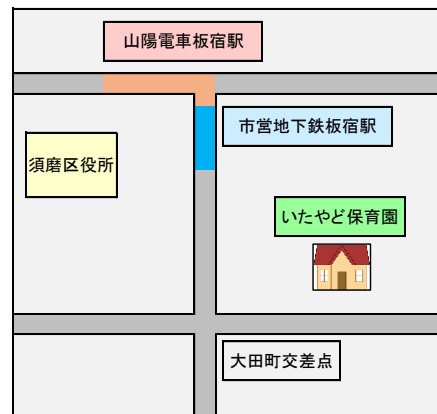 山陽電車板宿駅
市営地下鉄板宿駅
須磨区役所
いたやど保育園
大田町交差点